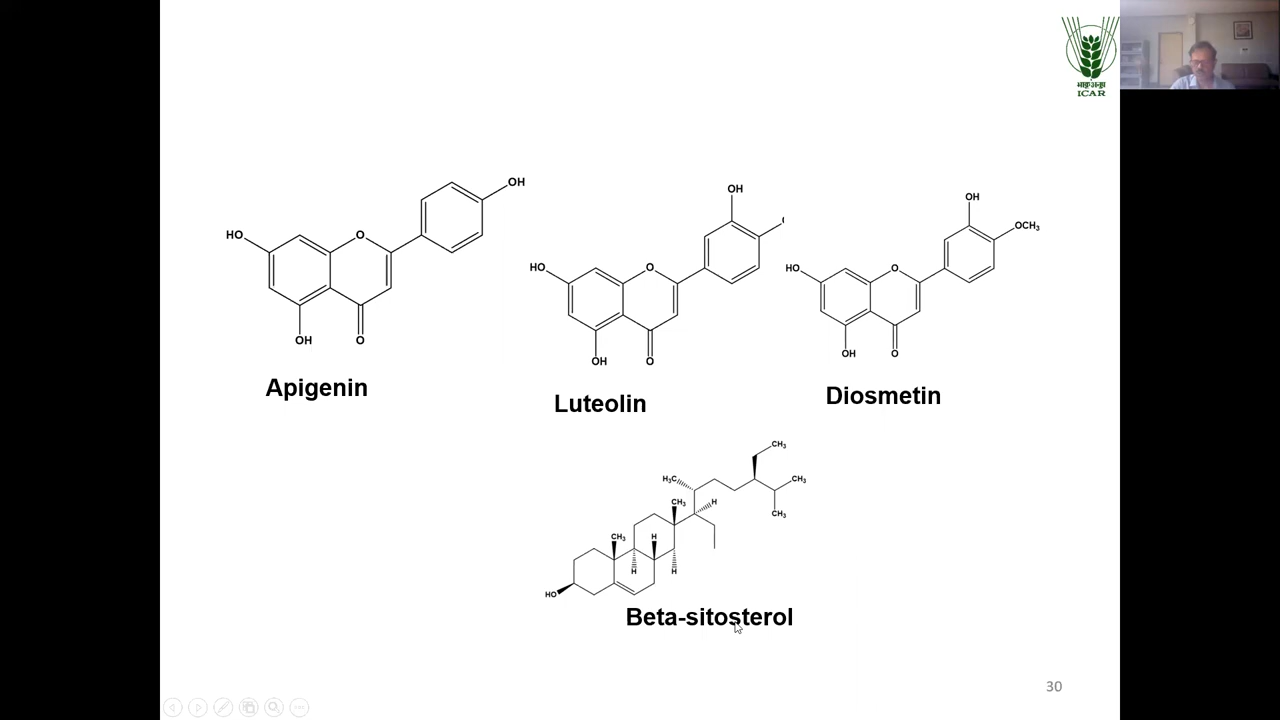 भाकृअनुप
ICAR
OH
HO
O
OH
O
Apigenin
OH
HO
O
OH
O
Luteolin
OH
OCH3
HO
O
OH
O
Diosmetin
CH3
H3C
CH3
CH3
H
CH3
CH3
H
H
H
HO
Beta-sitosterol
30